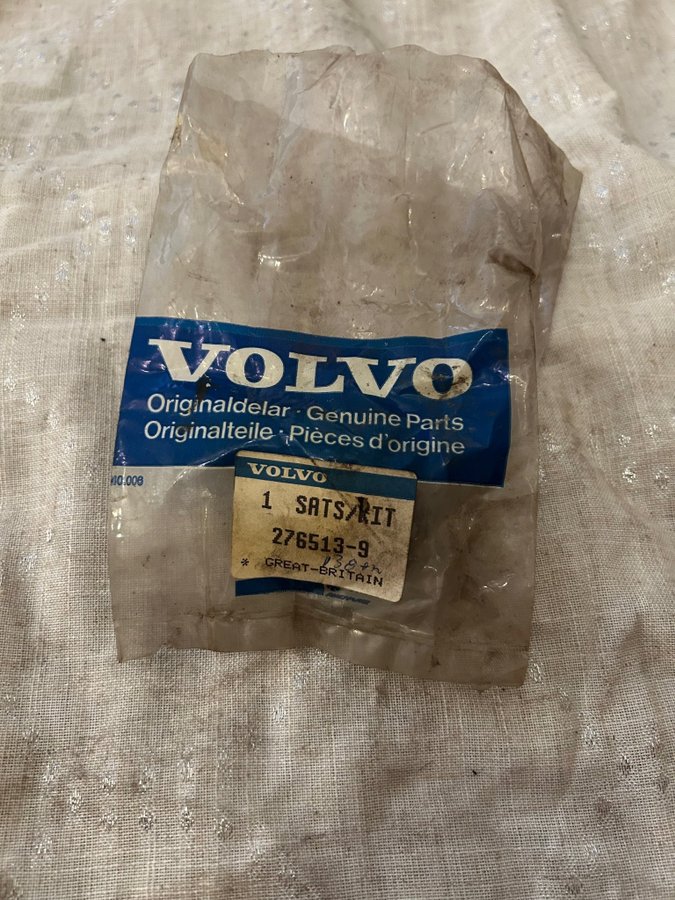 VOLVO
Originaldelar · Genuine Parts
Originalteile · Pièces d'origine
VOLVO
1 SATS/KIT
276513-9
* GREAT-BRITAIN